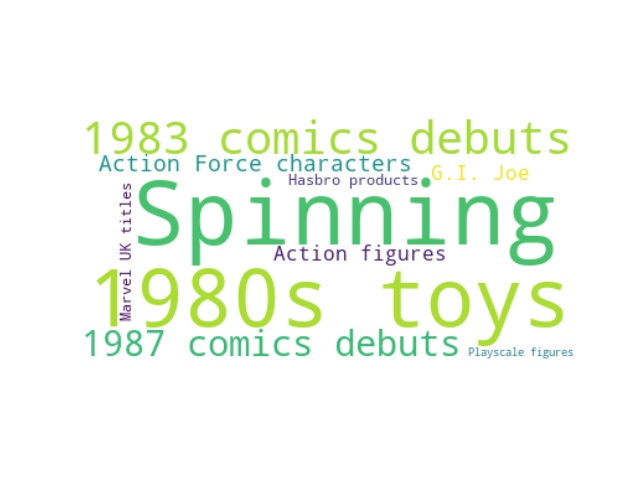 1983 comics debuts
Action Force characters
G.I. Joe
Hasbro products
Marvel UK titles
Spinning
Action figures
1980s toys
1987 comics debuts
Playscale figures